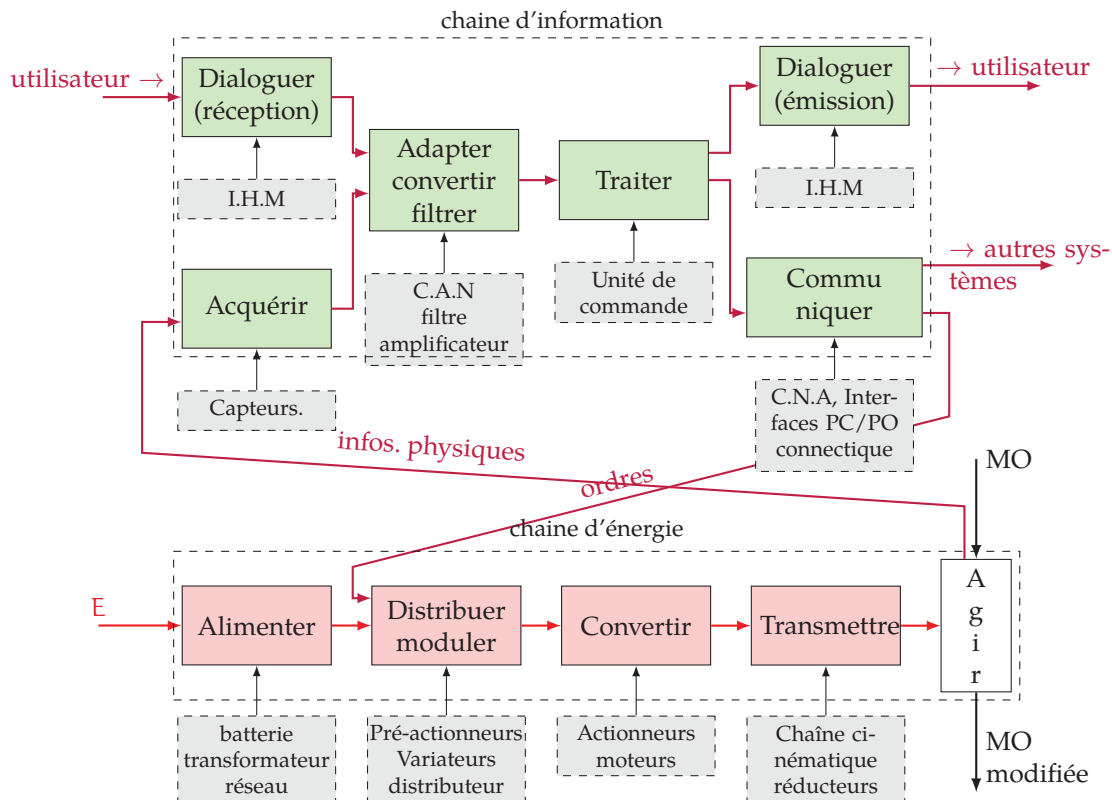 chaine d'information
utilisateur →
Dialoguer
(réception)
I.H.M
Acquérir
Capteurs.
Adapter
convertir
filtrer
C.A.N
filtre
amplificateur
Traiter
Unité de
commande
Dialoguer
(émission)
I.H.M
→ utilisateur
Commu
niquer
→ autres sys-
tèmes
C.N.A, Inter-
faces PC/PO
connectique
infos. physiques
ordres
MO
chaine d'énergie
E
Alimenter
batterie
transformateur
réseau
Distribuer
moduler
Pré-actionneurs
Variateurs
distributeur
Convertir
Actionneurs
moteurs
Transmettre
Chaîne ci-
nématique
réducteurs
A
g
i
r
MO
modifiée